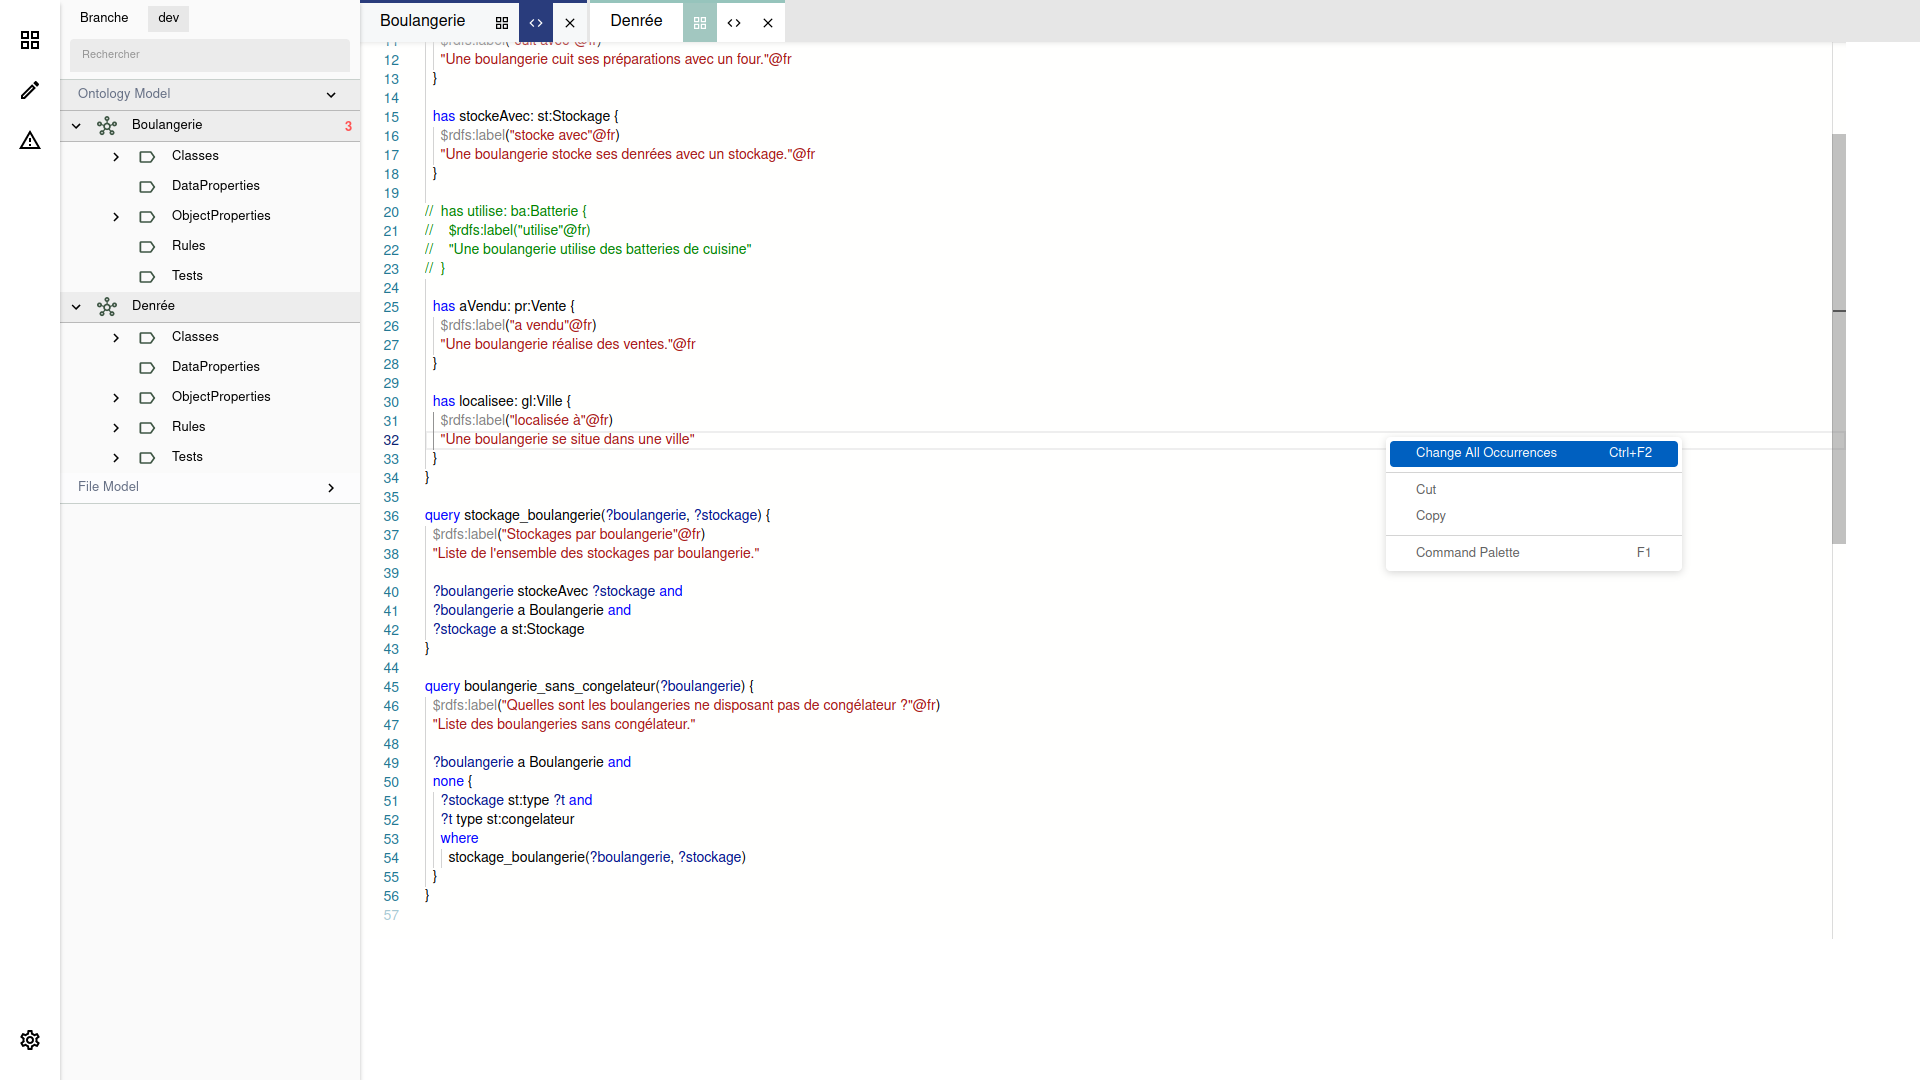 Branche dev
Rechercher
Ontology Model
Boulangerie 3
Classes
DataProperties
ObjectProperties
Rules
Tests
Denrée
Classes
DataProperties
ObjectProperties
Rules
Tests
File Model
Boulangerie
Denrée
12 "Une boulangerie cuit ses préparations avec un four."@fr
13 }
14
15 has stockeAvec: st:Stockage {
16 $rdfs:label("stocke avec"@fr)
17 "Une boulangerie stocke ses denrées avec un stockage."@fr
18 }
19
20 // has utilise: ba:Batterie {
21 // $rdfs:label("utilise"@fr)
22 // "Une boulangerie utilise des batteries de cuisine"
23 // }
24
25 has aVendu: pr:Vente {
26 $rdfs:label("a vendu"@fr)
27 "Une boulangerie réalise des ventes."@fr
28 }
29
30 has localisee: gl:Ville {
31 $rdfs:label("localisée à"@fr)
32 "Une boulangerie se situe dans une ville"
33 }
34 }
35
36 query stockage_boulangerie(?boulangerie, ?stockage) {
37 $rdfs:label("Stockages par boulangerie"@fr)
38 "Liste de l'ensemble des stockages par boulangerie."
39
40 ?boulangerie stockeAvec ?stockage and
41 ?boulangerie a Boulangerie and
42 ?stockage a st:Stockage
43 }
44
45 query boulangerie_sans_congelateur(?boulangerie) {
46 $rdfs:label("Quelles sont les boulangeries ne disposant pas de congélateur ?"@fr)
47 "Liste des boulangeries sans congélateur."
48
49 ?boulangerie a Boulangerie and
50 none {
51 ?stockage st:type ?t and
52 ?t type st:congelateur
53 where
54 stockage_boulangerie(?boulangerie, ?stockage)
55 }
56 }
57
Change All Occurrences Ctrl+F2
Cut
Copy
Command Palette F1